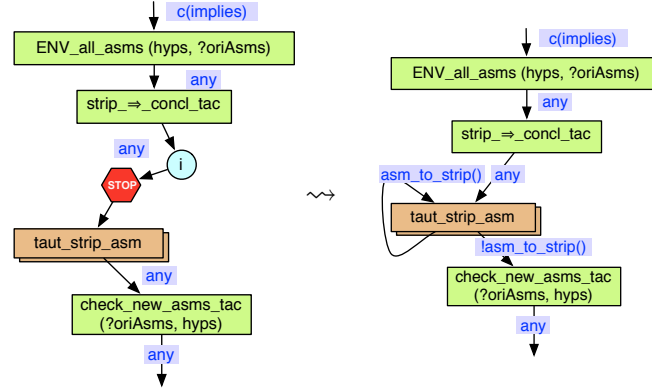 c(implies)
ENV_all_asms (hyps, ?oriAsms)
any
strip_⇒_concl_tac
any
i
STOP
taut_strip_asm
any
check_new_asms_tac
(?oriAsms, hyps)
any
⇝
c(implies)
ENV_all_asms (hyps, ?oriAsms)
any
strip_⇒_concl_tac
asm_to_strip()
any
taut_strip_asm
!asm_to_strip()
check_new_asms_tac
(?oriAsms, hyps)
any